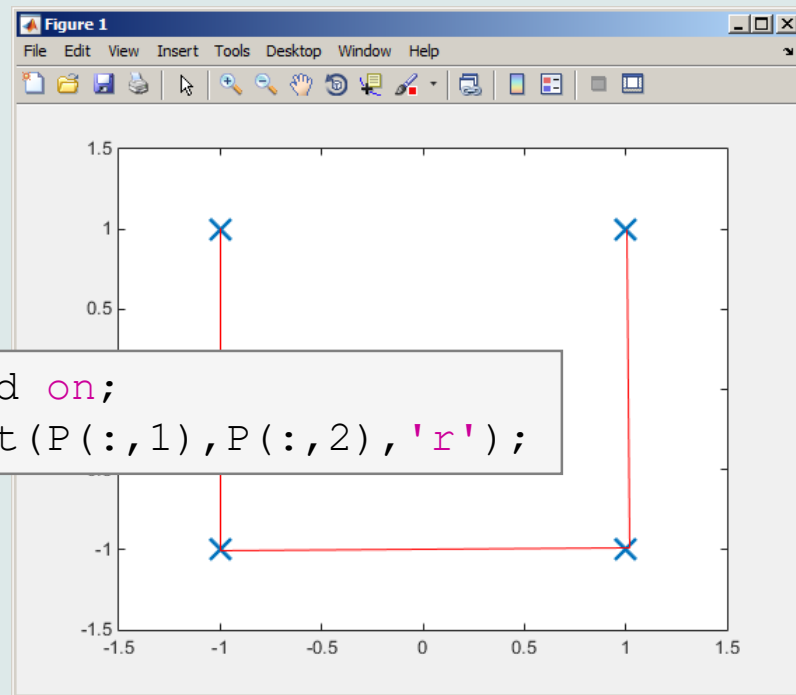 Figure 1
File Edit View Insert Tools Desktop Window Help
1.5
1
0.5
d on;
t(P(:,1),P(:,2),'r');
-1
-1.5
-1.5 -1 -0.5 0 0.5 1 1.5